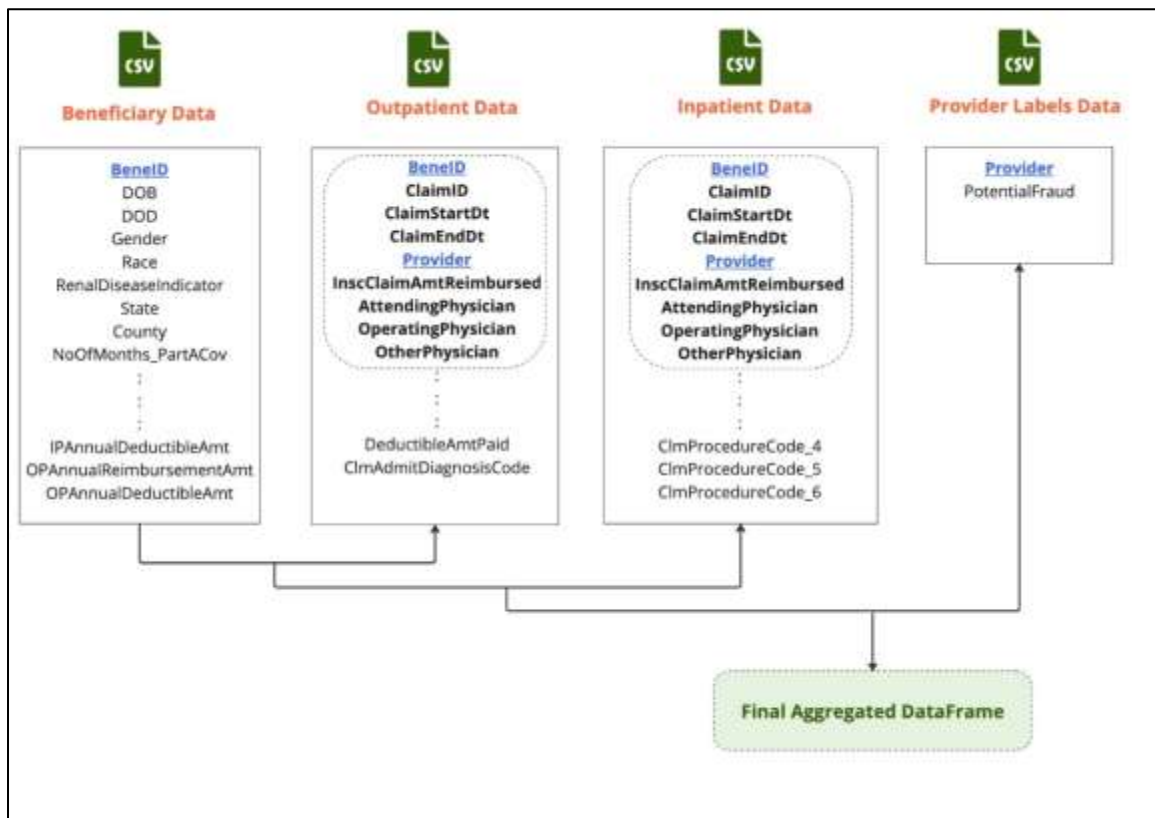 CSV
Beneficiary Data
BeneID
DOB
DOD
Gender
Race
RenalDiseaseIndicator
State
County
NoOfMonths_PartACov
IPAnnualDeductibleAmt
OPAnnualReimbursementAmt
OPAnnualDeductibleAmt
CSV
Outpatient Data
BeneID
ClaimID
ClaimStartDt
ClaimEndDt
Provider
InscClaimAmtReimbursed
AttendingPhysician
OperatingPhysician
OtherPhysician
DeductibleAmtPaid
ClmAdmitDiagnosisCode
CSV
Inpatient Data
BeneID
ClaimID
ClaimStartDt
ClaimEndDt
Provider
InscClaimAmtReimbursed
AttendingPhysician
OperatingPhysician
OtherPhysician
ClmProcedureCode_4
ClmProcedureCode_5
ClmProcedureCode_6
CSV
Provider Labels Data
Provider
PotentialFraud
Final Aggregated DataFrame